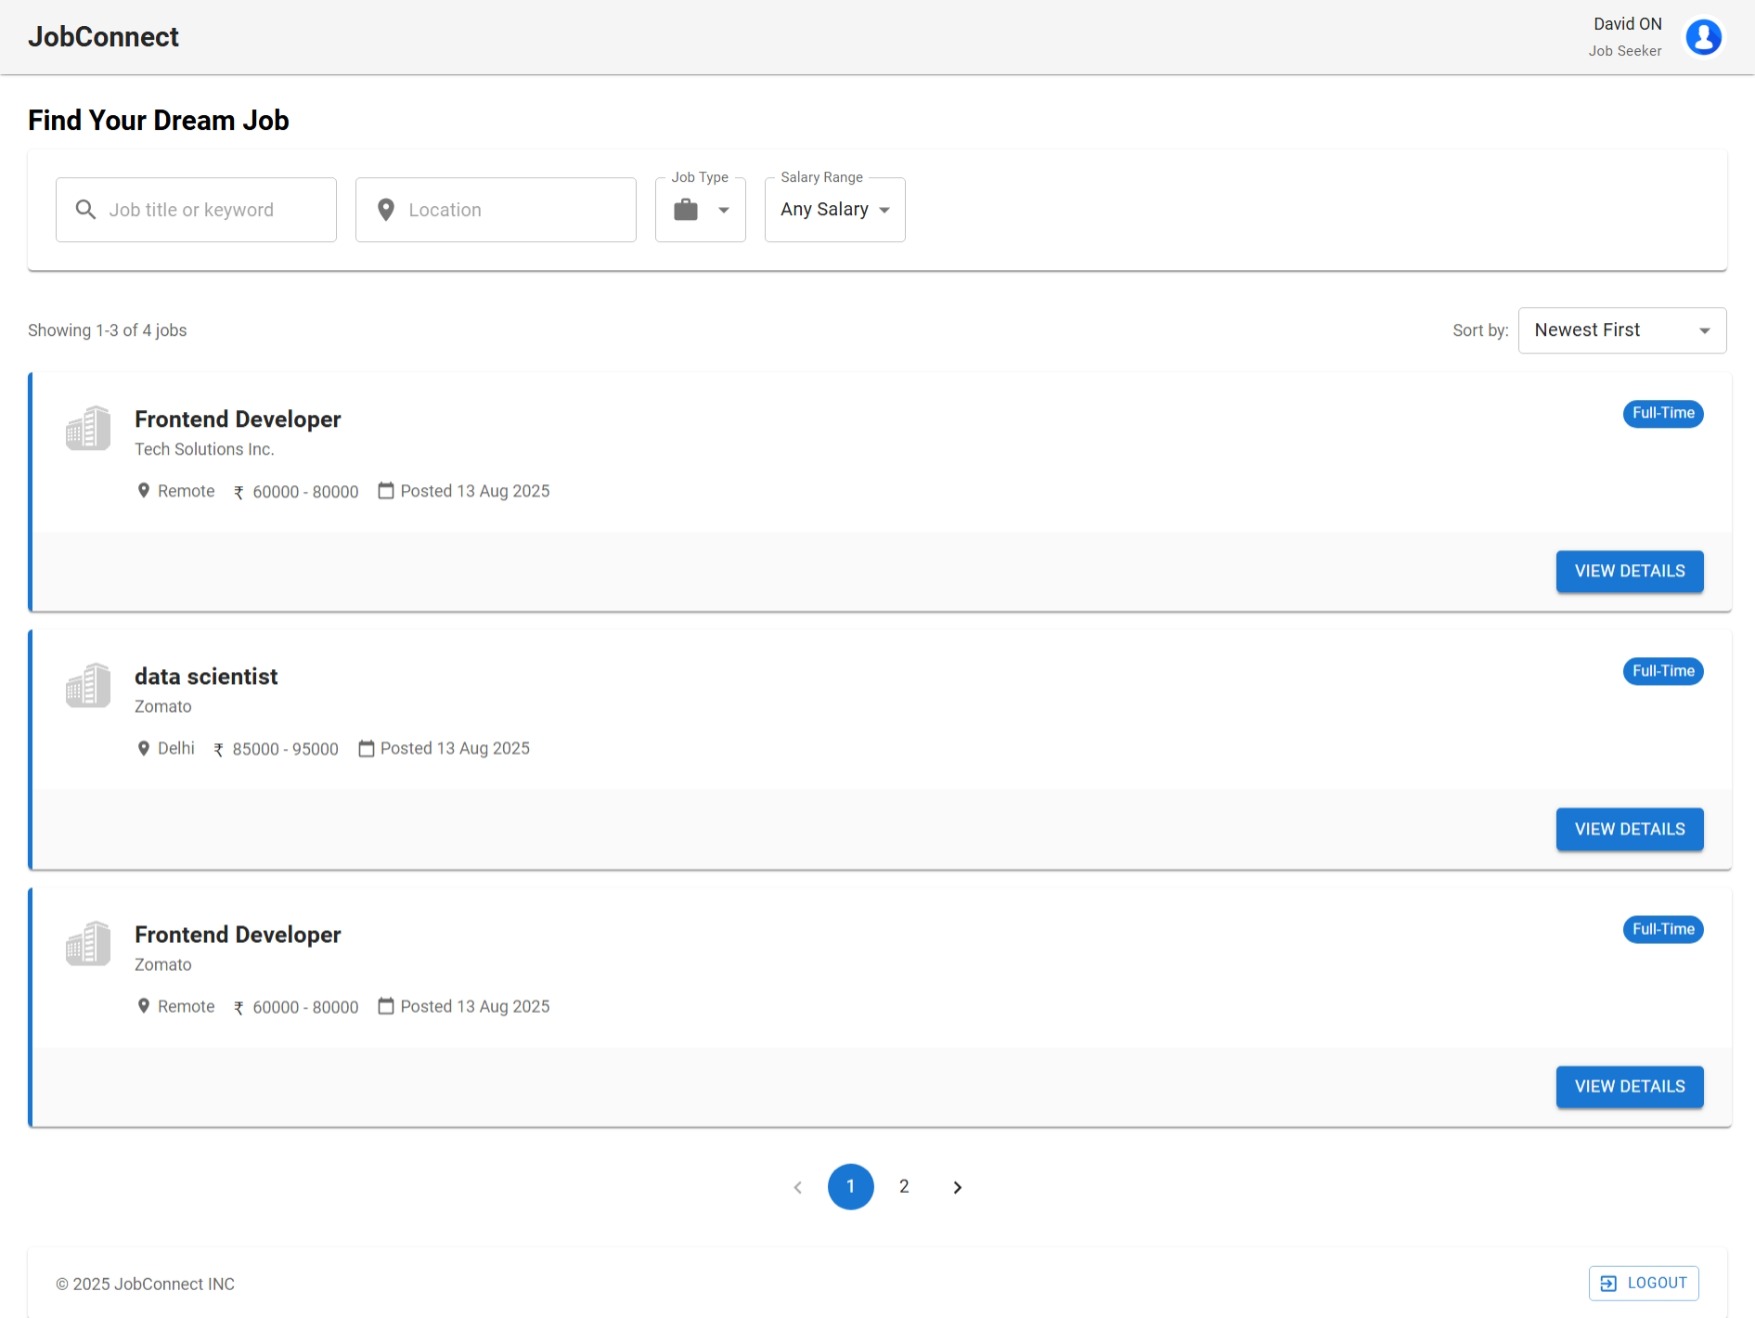 JobConnect
David ON
Job Seeker
Find Your Dream Job
Job title or keyword
Location
Job Type
Salary Range
Any Salary
Showing 1-3 of 4 jobs
Sort by:
Newest First
Frontend Developer
Full-Time
Tech Solutions Inc.
Remote ₹ 60000 - 80000 Posted 13 Aug 2025
VIEW DETAILS
data scientist
Full-Time
Zomato
Delhi ₹ 85000 - 95000 Posted 13 Aug 2025
VIEW DETAILS
Frontend Developer
Full-Time
Zomato
Remote ₹ 60000 - 80000 Posted 13 Aug 2025
VIEW DETAILS
1 2
© 2025 JobConnect INC
LOGOUT